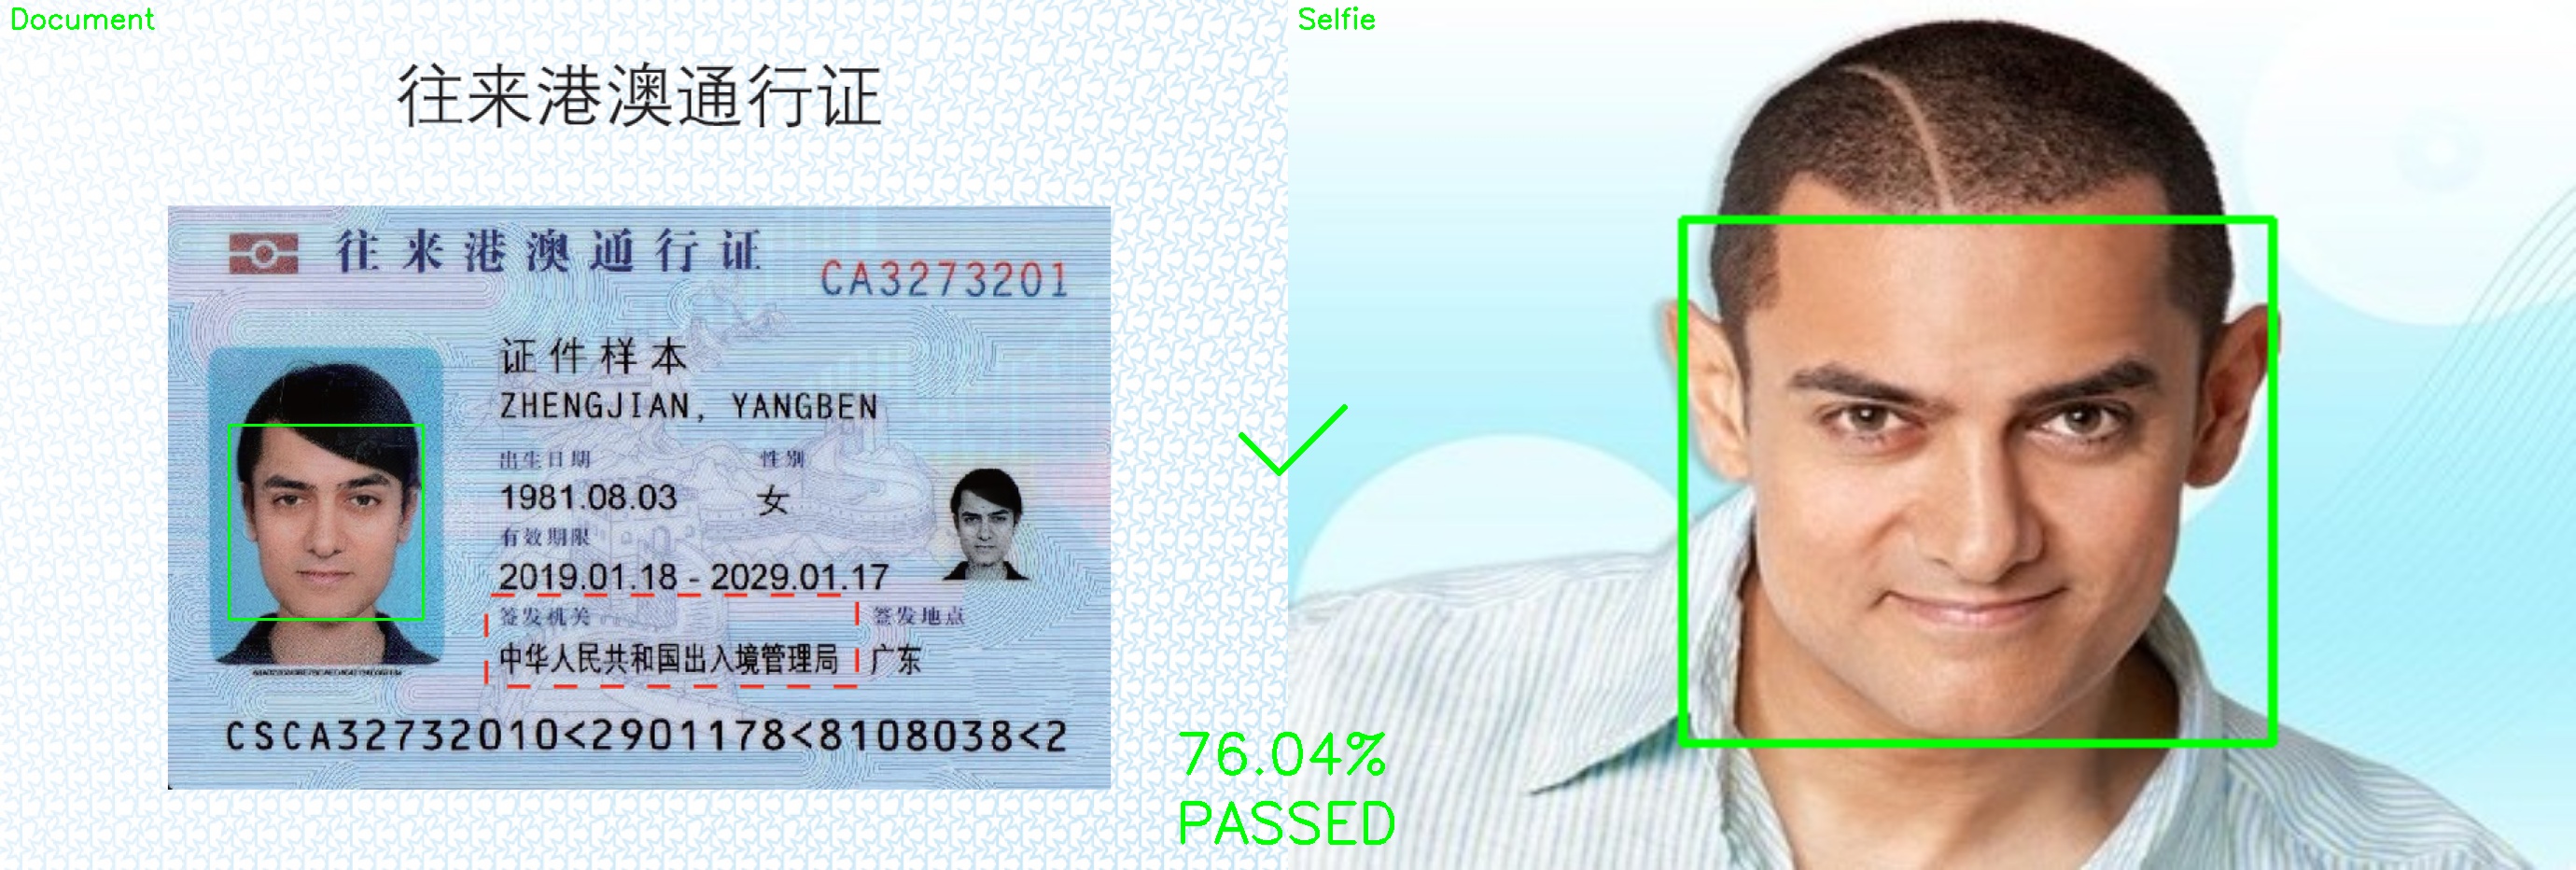 Document
Selfie
往来港澳通行证
往来港澳通行证
CA3273201
证件样本
ZHENGJIAN, YANGBEN
出生日期 性别
1981.08.03 女
有效期限
2019.01.18 - 2029.01.17
签发机关 签发地点
中华人民共和国出入境管理局 广东
CSCA32732010<2901178<8108038<2
76.04%
PASSED